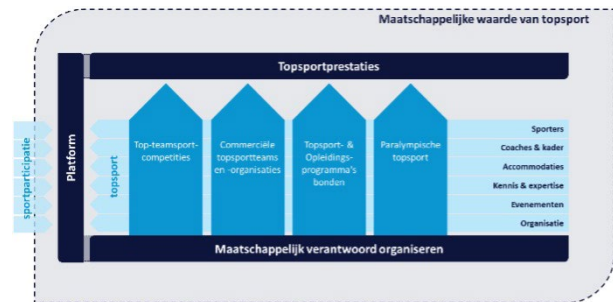 Maatschappelijke waarde van topsport
Topsportprestaties
sportparticipatie
Platform
topsport
Top-teamsport-
competities
Commerciële
topsportteams
en -organisaties
Topsport- &
Opleidings-
programma's
bonden
Paralympische
topsport
Sporters
Coaches & kader
Accommodaties
Kennis & expertise
Evenementen
Organisatie
Maatschappelijk verantwoord organiseren